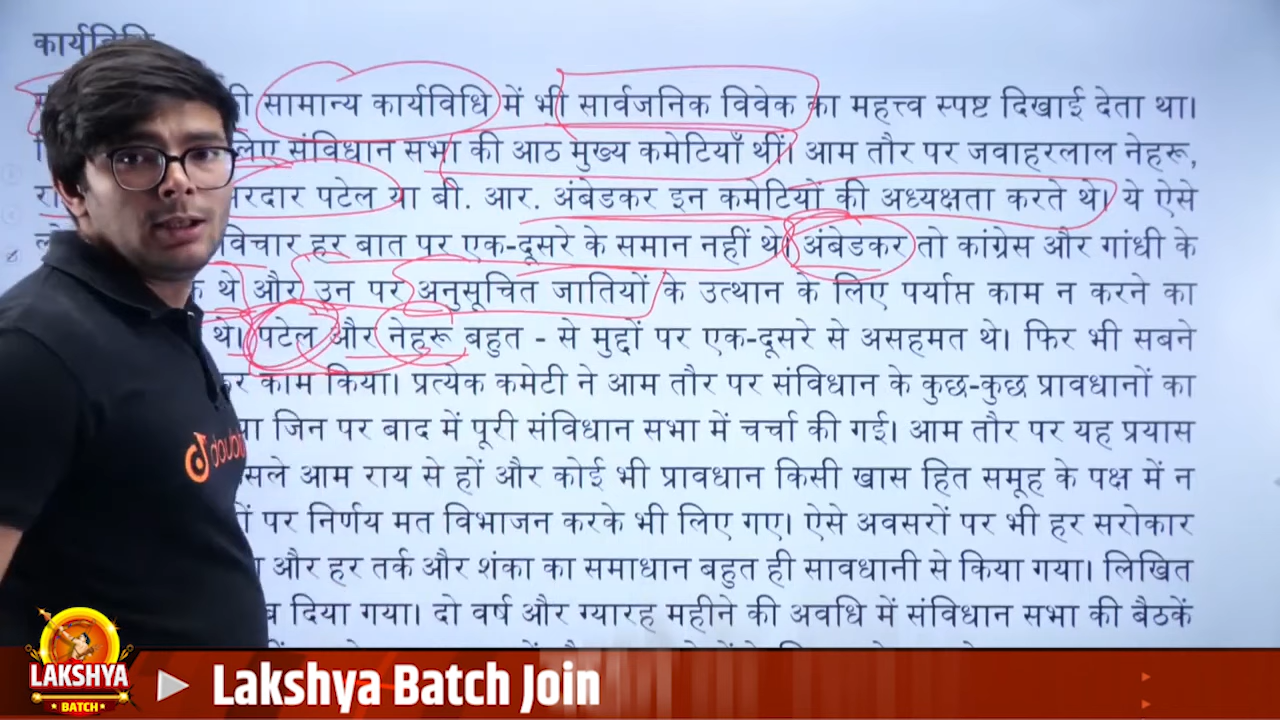 कार्यविधि
की सामान्य कार्यविधि में भी सार्वजनिक विवेक का महत्त्व स्पष्ट दिखाई देता था।
लिए संविधान सभा की आठ मुख्य कमेटियाँ थीं। आम तौर पर जवाहरलाल नेहरू,
सरदार पटेल या बी. आर. अंबेडकर इन कमेटियों की अध्यक्षता करते थे। ये ऐसे
विचार हर बात पर एक-दूसरे के समान नहीं थे। अंबेडकर तो कांग्रेस और गांधी के
थे और उन पर अनुसूचित जातियों के उत्थान के लिए पर्याप्त काम न करने का
थे। पटेल और नेहरू बहुत - से मुद्दों पर एक-दूसरे से असहमत थे। फिर भी सबने
काम किया। प्रत्येक कमेटी ने आम तौर पर संविधान के कुछ-कुछ प्रावधानों का
जिन पर बाद में पूरी संविधान सभा में चर्चा की गई। आम तौर पर यह प्रयास
आम राय से हों और कोई भी प्रावधान किसी खास हित समूह के पक्ष में न
पर निर्णय मत विभाजन करके भी लिए गए। ऐसे अवसरों पर भी हर सरोकार
और हर तर्क और शंका का समाधान बहुत ही सावधानी से किया गया। लिखित
दिया गया। दो वर्ष और ग्यारह महीने की अवधि में संविधान सभा की बैठकें
LAKSHYA
BATCH
Lakshya Batch Join